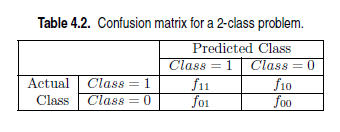 Table 4.2. Confusion matrix for a 2-class problem.
Predicted Class
Class = 1 Class = 0
Actual Class = 1 f11 f10
Class Class = 0 f01 f00